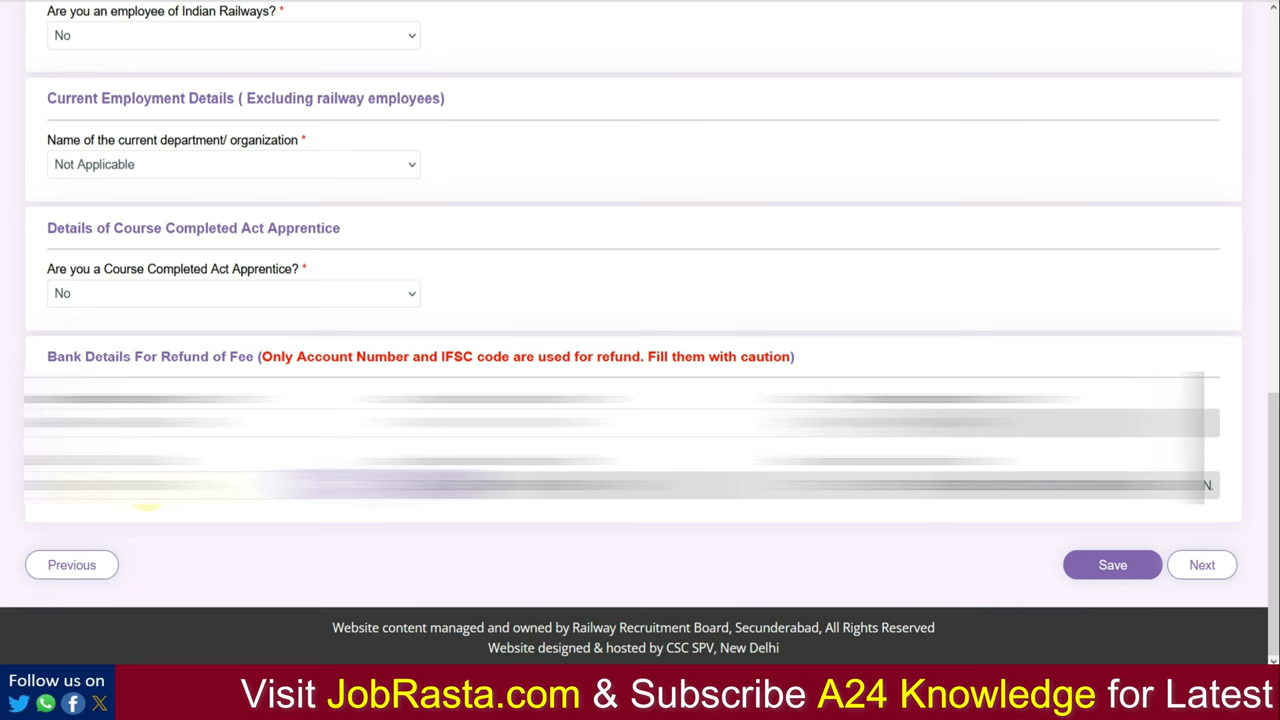 Are you an employee of Indian Railways? *
No
Current Employment Details ( Excluding railway employees)
Name of the current department/ organization *
Not Applicable
Details of Course Completed Act Apprentice
Are you a Course Completed Act Apprentice? *
No
Bank Details For Refund of Fee (Only Account Number and IFSC code are used for refund. Fill them with caution)
N.
Previous
Save
Next
Website content managed and owned by Railway Recruitment Board, Secunderabad, All Rights Reserved
Website designed & hosted by CSC SPV, New Delhi
Follow us on
Visit JobRasta.com & Subscribe A24 Knowledge for Latest